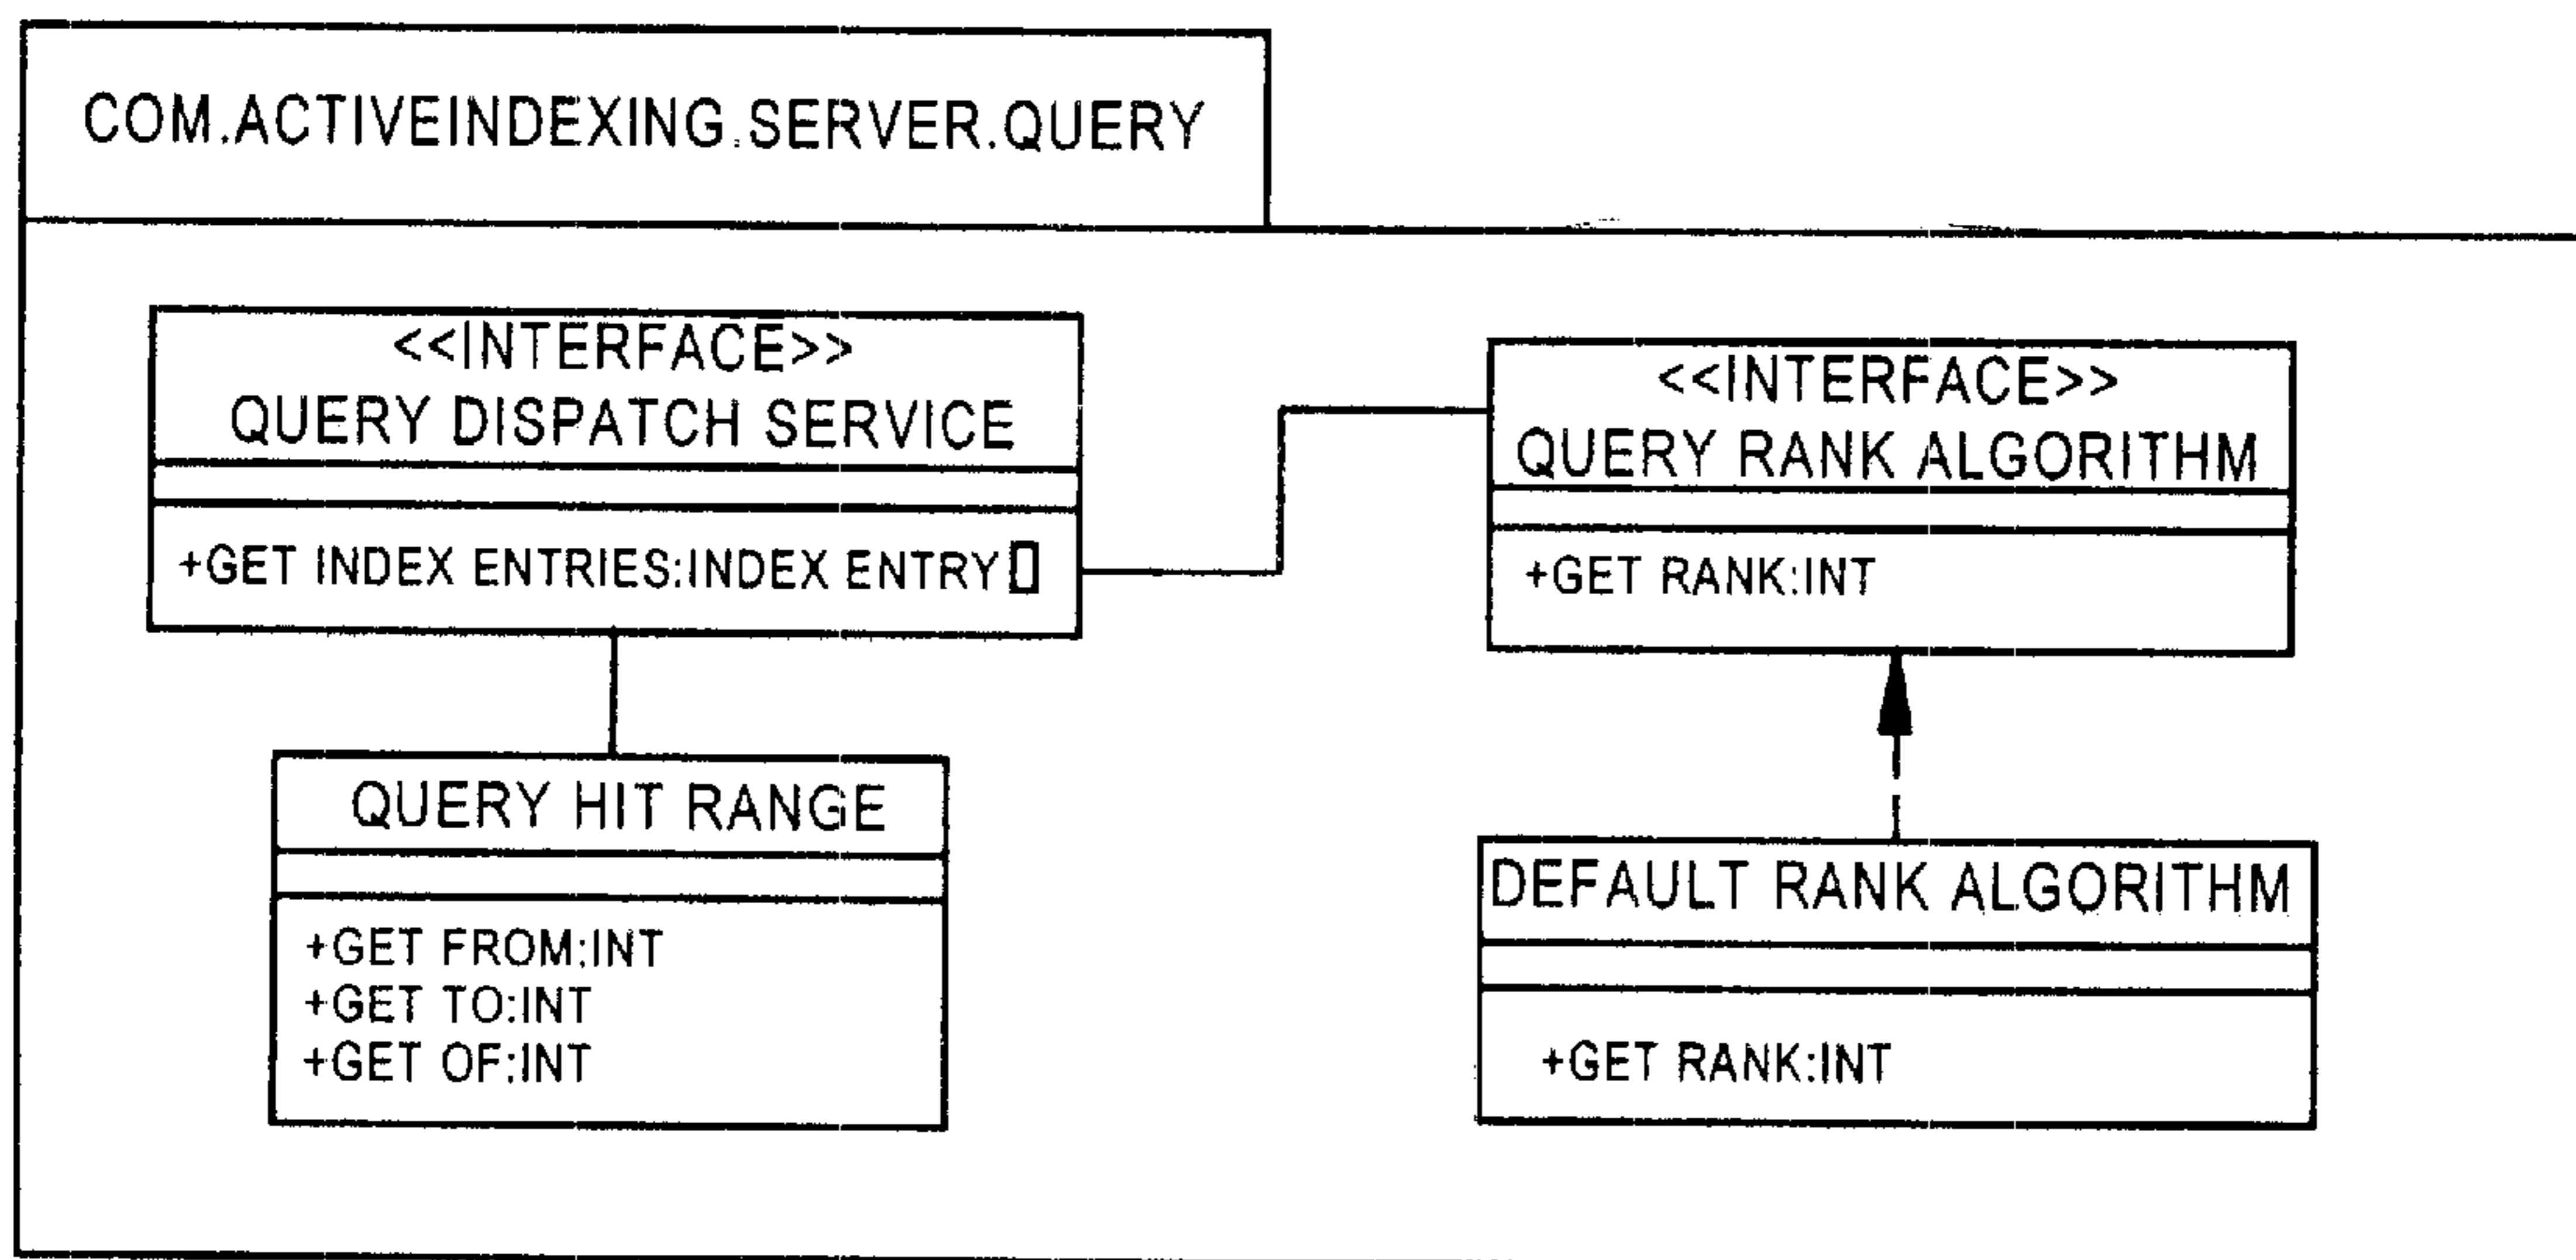 COM.ACTIVEINDEXING.SERVER.QUERY
<<INTERFACE>>
QUERY DISPATCH SERVICE
+GET INDEX ENTRIES:INDEX ENTRY[]
<<INTERFACE>>
QUERY RANK ALGORITHM
+GET RANK:INT
QUERY HIT RANGE
+GET FROM:INT
+GET TO:INT
+GET OF:INT
DEFAULT RANK ALGORITHM
+GET RANK:INT